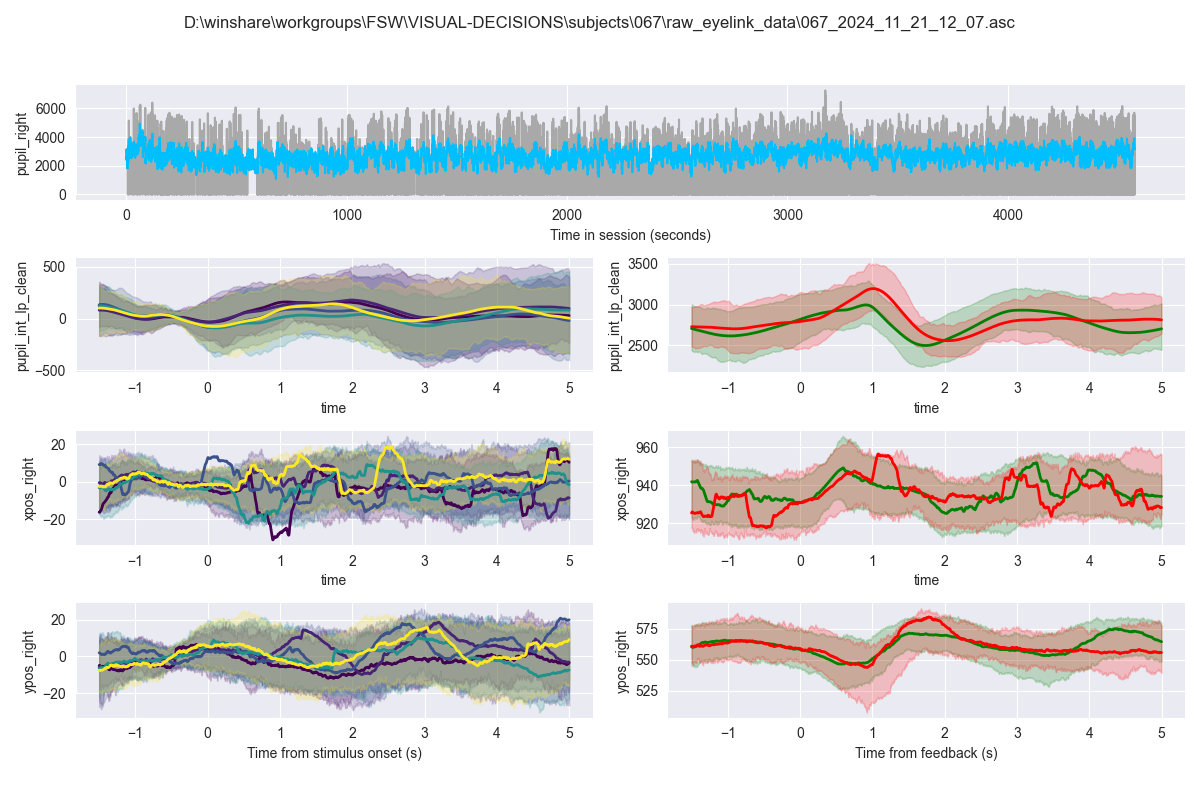 D:\winshare\workgroups\FSW\VISUAL-DECISIONS\subjects\067\raw_eyelink_data\067_2024_11_21_12_07.asc
pupil_right
6000
4000
2000
0
0 1000 2000 3000 4000
Time in session (seconds)
pupil_int_lp_clean
500
0
−500
−1 0 1 2 3 4 5
time
pupil_int_lp_clean
3500
3000
2500
−1 0 1 2 3 4 5
time
xpos_right
20
0
−20
−1 0 1 2 3 4 5
time
xpos_right
960
940
920
−1 0 1 2 3 4 5
time
ypos_right
20
0
−20
−1 0 1 2 3 4 5
Time from stimulus onset (s)
ypos_right
575
550
525
−1 0 1 2 3 4 5
Time from feedback (s)